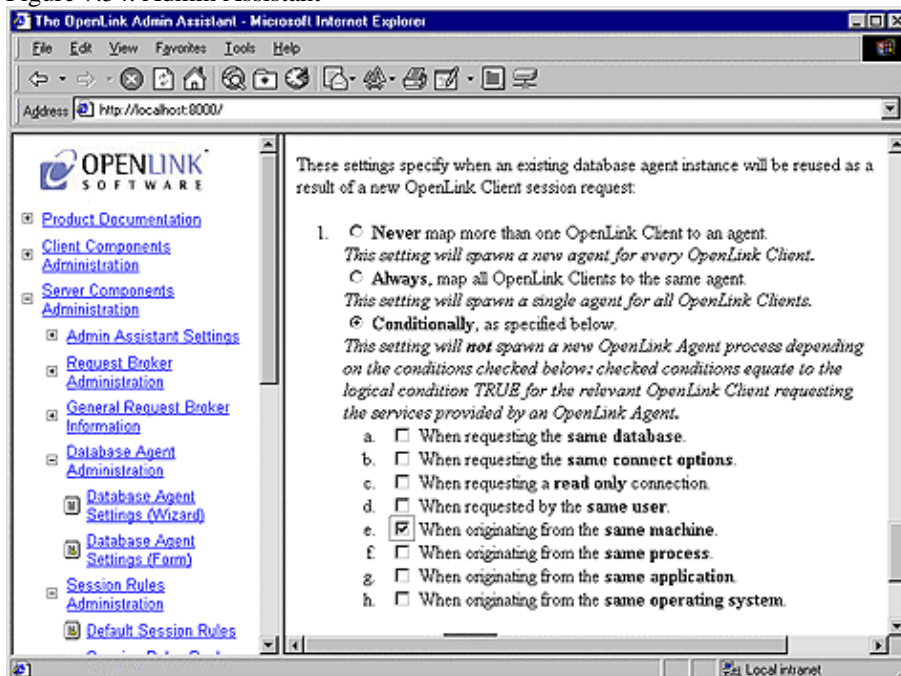 The OpenLink Admin Assistant - Microsoft Internet Explorer
File Edit View Favorites Tools Help
Address http://localhost:8000/
OPENLINK
SOFTWARE
Product Documentation
Client Components
Administration
Server Components
Administration
Admin Assistant Settings
Request Broker
Administration
General Request Broker
Information
Database Agent
Administration
Database Agent
Settings (Wizard)
Database Agent
Settings (Form)
Session Rules
Administration
Default Session Rules
These settings specify when an existing database agent instance will be reused as a
result of a new OpenLink Client session request:
1. Never map more than one OpenLink Client to an agent.
This setting will spawn a new agent for every OpenLink Client.
Always, map all OpenLink Clients to the same agent.
This setting will spawn a single agent for all OpenLink Clients.
Conditionally, as specified below.
This setting will not spawn a new OpenLink Agent process depending
on the conditions checked below: checked conditions equate to the
logical condition TRUE for the relevant OpenLink Client requesting
the services provided by an OpenLink Agent.
a. When requesting the same database.
b. When requesting the same connect options.
c. When requesting a read only connection.
d. When requested by the same user.
e. When originating from the same machine.
f. When originating from the same process.
g. When originating from the same application.
h. When originating from the same operating system.
Local intranet